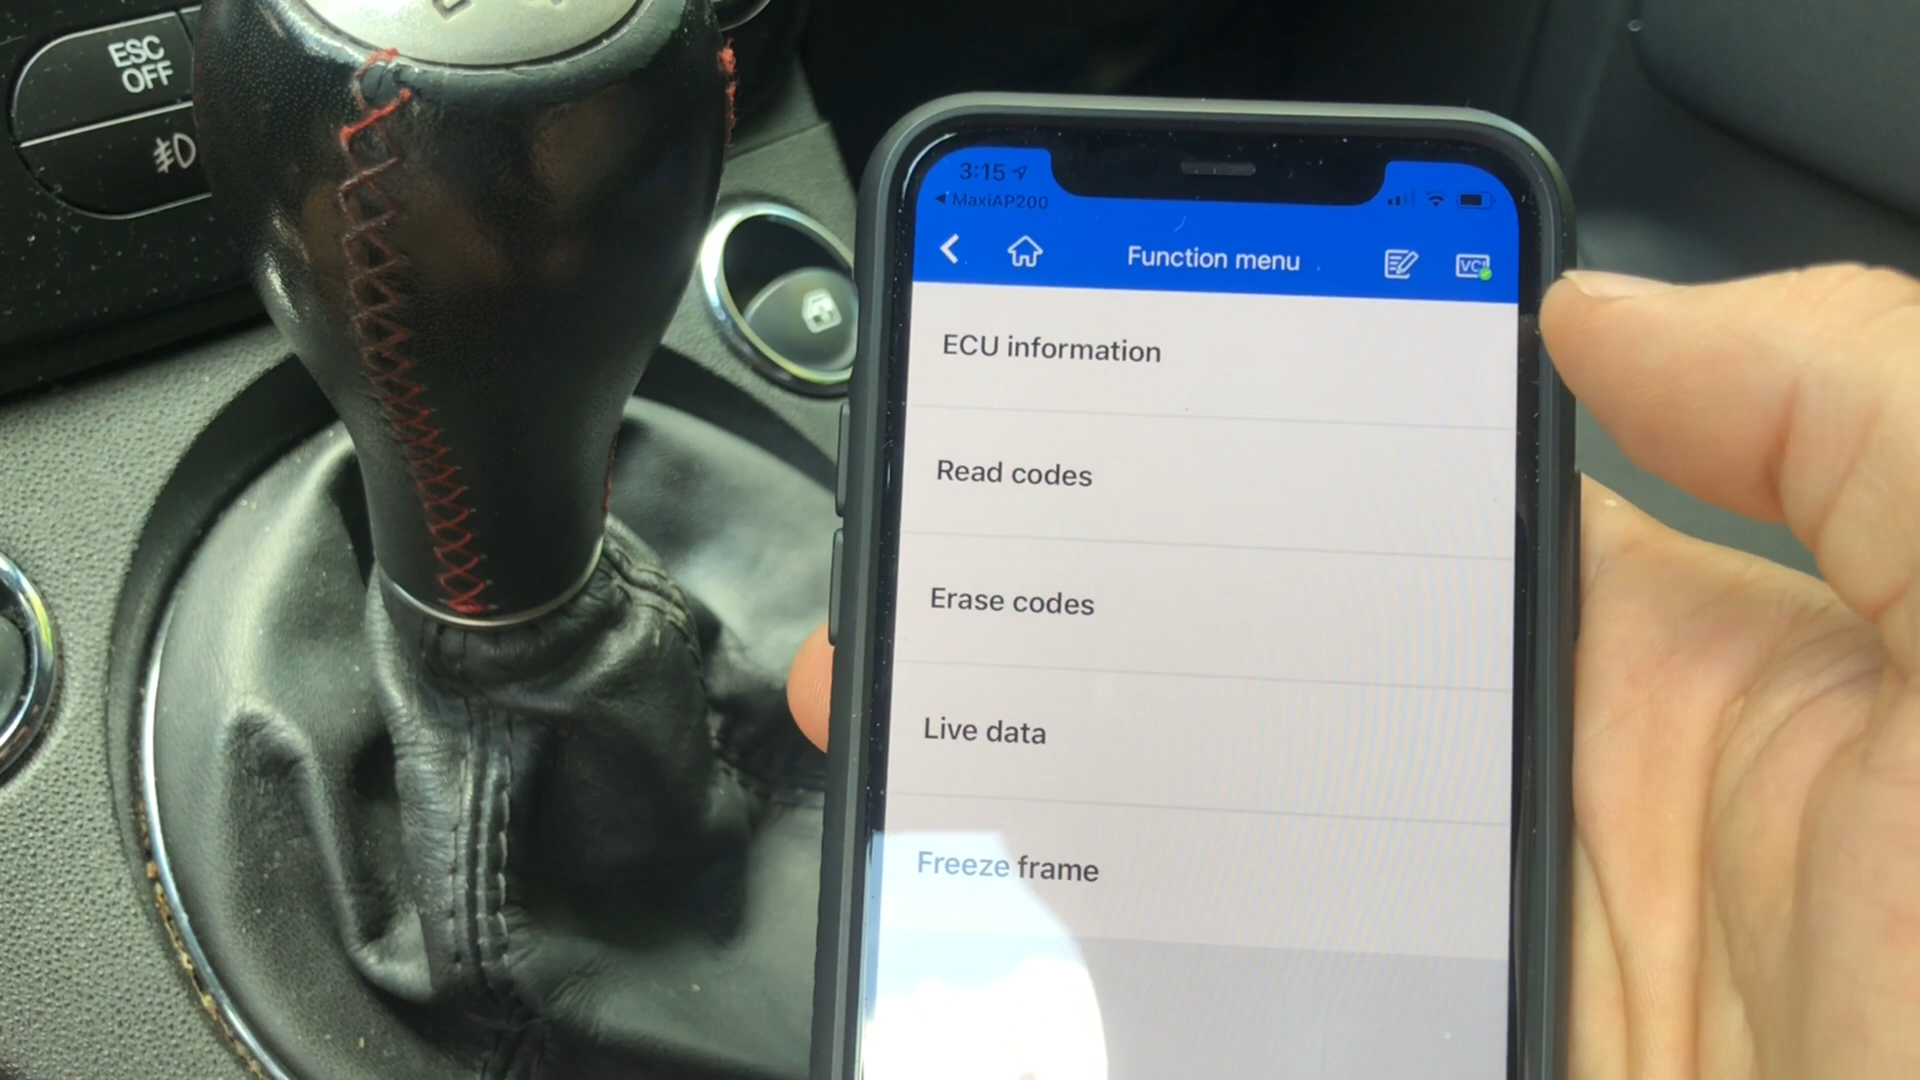 ESC
OFF
3:15
MaxiAP200
Function menu
VCI
ECU information
Read codes
Erase codes
Live data
Freeze frame